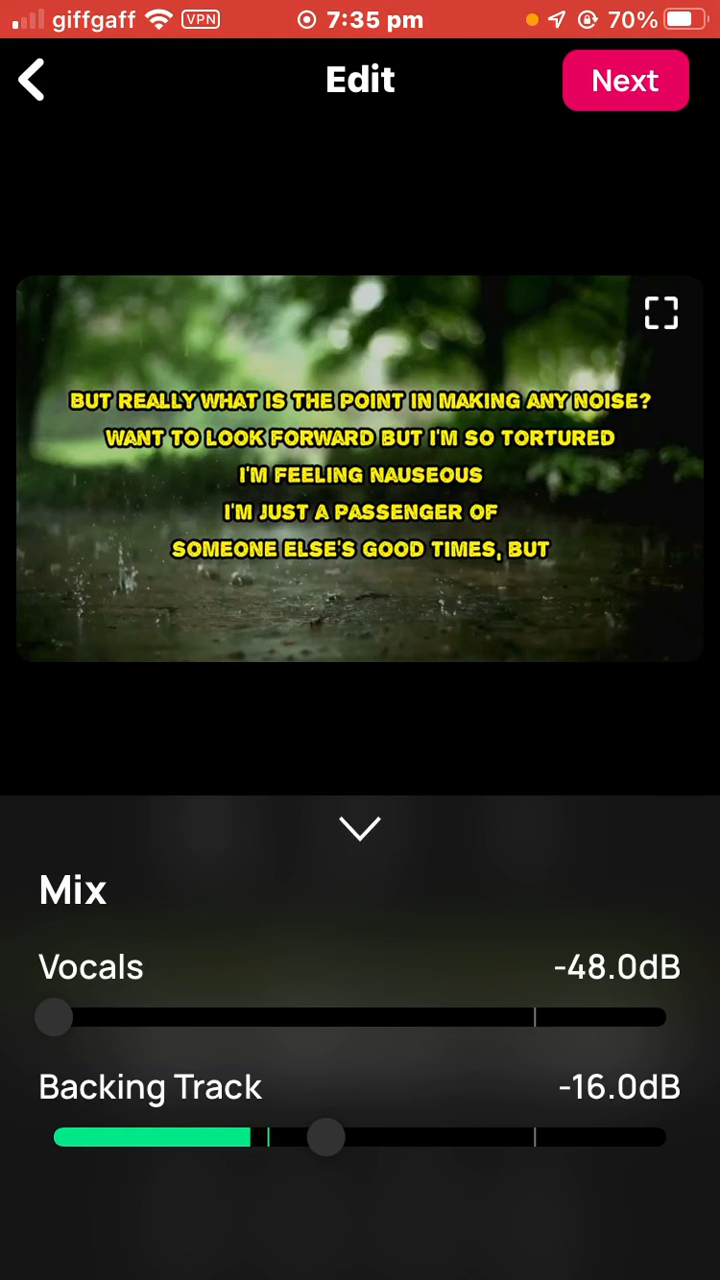 giffgaff VPN 7:35 pm 70%
Edit
Next
BUT REALLY WHAT IS THE POINT IN MAKING ANY NOISE?
WANT TO LOOK FORWARD BUT I'M SO TORTURED
I'M FEELING NAUSEOUS
I'M JUST A PASSENGER OF
SOMEONE ELSE'S GOOD TIMES, BUT
Mix
Vocals -48.0dB
Backing Track -16.0dB